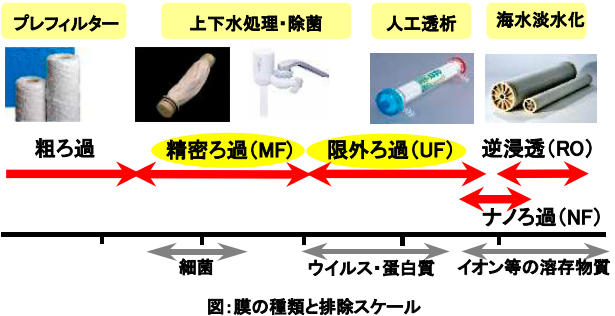 プレフィルター
上下水処理・除菌
人工透析
海水淡水化
粗ろ過
精密ろ過(MF)
限外ろ過(UF)
逆浸透(RO)
ナノろ過(NF)
細菌
ウイルス・蛋白質
イオン等の溶存物質
図:膜の種類と排除スケール